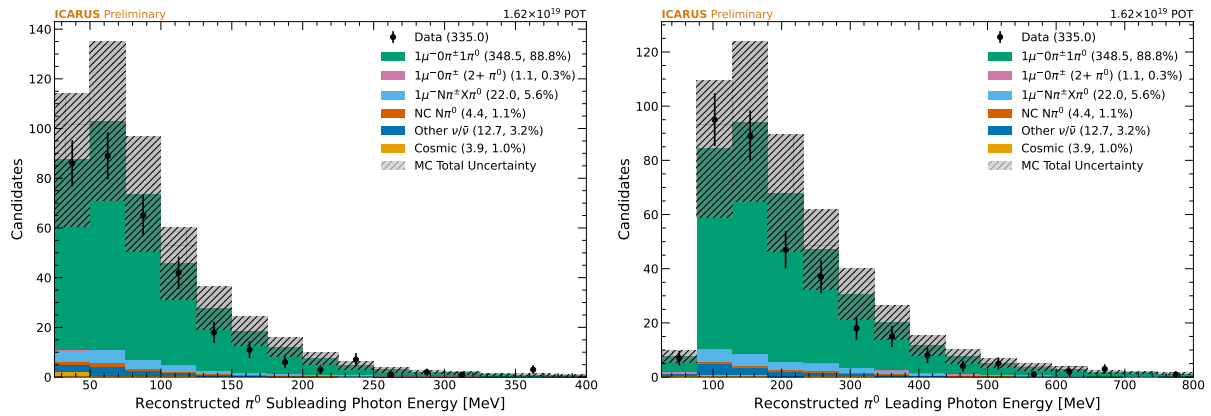 ICARUS Preliminary
1.62×10¹⁹ POT
Data (335.0)
1μ⁻0π±1π⁰ (348.5, 88.8%)
1μ⁻0π± (2+ π⁰) (1.1, 0.3%)
1μ⁻Nπ±Xπ⁰ (22.0, 5.6%)
NC Nπ⁰ (4.4, 1.1%)
Other ν/ν̄ (12.7, 3.2%)
Cosmic (3.9, 1.0%)
MC Total Uncertainty
Candidates
140
120
100
80
60
40
20
0
50 100 150 200 250 300 350 400
Reconstructed π⁰ Subleading Photon Energy [MeV]
ICARUS Preliminary
1.62×10¹⁹ POT
Data (335.0)
1μ⁻0π±1π⁰ (348.5, 88.8%)
1μ⁻0π± (2+ π⁰) (1.1, 0.3%)
1μ⁻Nπ±Xπ⁰ (22.0, 5.6%)
NC Nπ⁰ (4.4, 1.1%)
Other ν/ν̄ (12.7, 3.2%)
Cosmic (3.9, 1.0%)
MC Total Uncertainty
Candidates
120
100
80
60
40
20
0
100 200 300 400 500 600 700 800
Reconstructed π⁰ Leading Photon Energy [MeV]